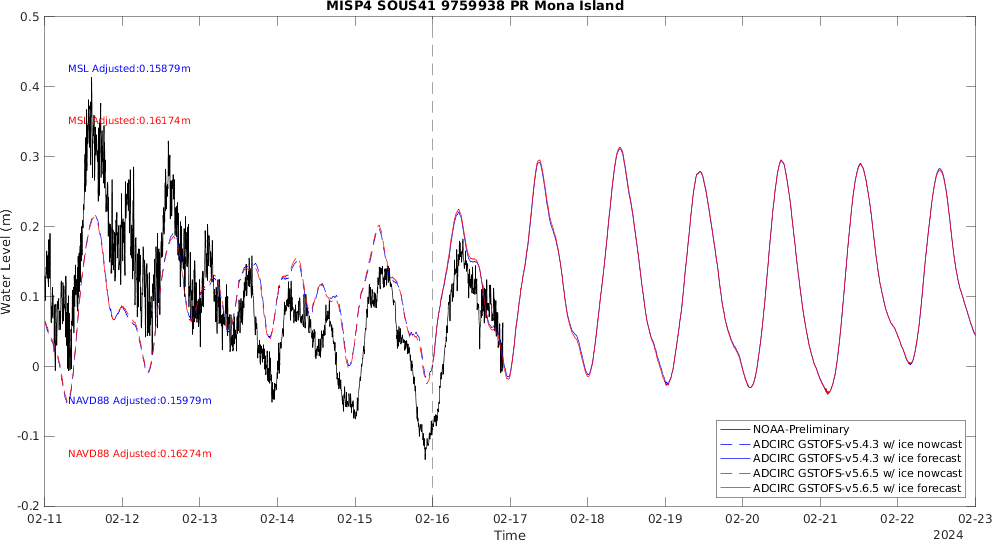 MISP4 SOUS41 9759938 PR Mona Island
0.5
0.4
0.3
0.2
0.1
0
-0.1
-0.2
Water Level (m)
MSL Adjusted:0.15879m
MSL Adjusted:0.16174m
NAVD88 Adjusted:0.15979m
NAVD88 Adjusted:0.16274m
NOAA-Preliminary
ADCIRC GSTOFS-v5.4.3 w/ ice nowcast
ADCIRC GSTOFS-v5.4.3 w/ ice forecast
ADCIRC GSTOFS-v5.6.5 w/ ice nowcast
ADCIRC GSTOFS-v5.6.5 w/ ice forecast
02-11 02-12 02-13 02-14 02-15 02-16 02-17 02-18 02-19 02-20 02-21 02-22 02-23
Time
2024